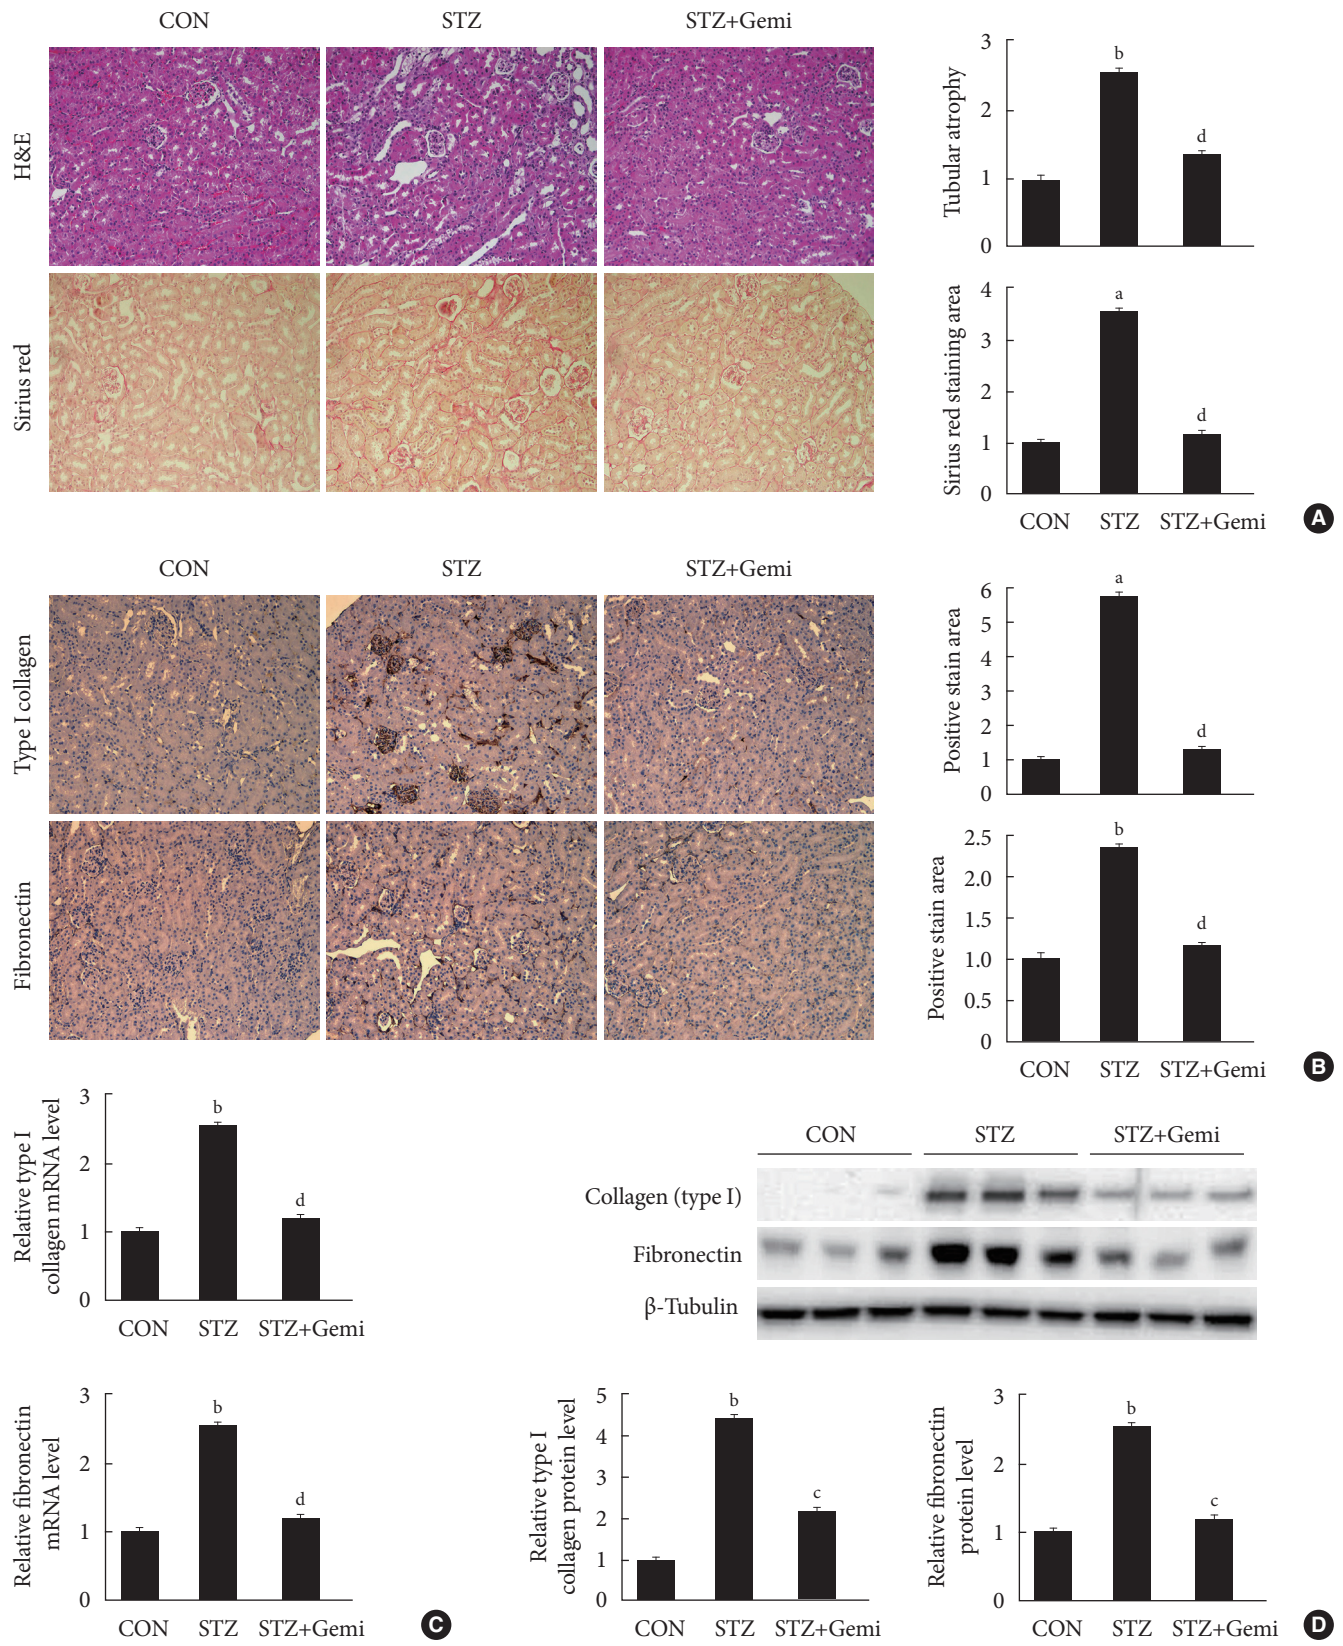 CON STZ STZ+Gemi
H&E
Sirius red
3
2
1
0
Tubular atrophy
b
d
4
3
2
1
0
Sirius red staining area
a
d
CON STZ STZ+Gemi
A
CON STZ STZ+Gemi
Type I collagen
Fibronectin
6
5
4
3
2
1
0
Positive stain area
a
d
2.5
2.0
1.5
1.0
0.5
0
Positive stain area
b
d
CON STZ STZ+Gemi
B
3
2
1
0
Relative type I
collagen mRNA level
b
d
CON STZ STZ+Gemi
3
2
1
0
Relative fibronectin
mRNA level
b
d
CON STZ STZ+Gemi
C
CON STZ STZ+Gemi
Collagen (type I)
Fibronectin
β-Tubulin
5
4
3
2
1
0
Relative type I
collagen protein level
b
c
CON STZ STZ+Gemi
3
2
1
0
Relative fibronectin
protein level
b
c
CON STZ STZ+Gemi
D